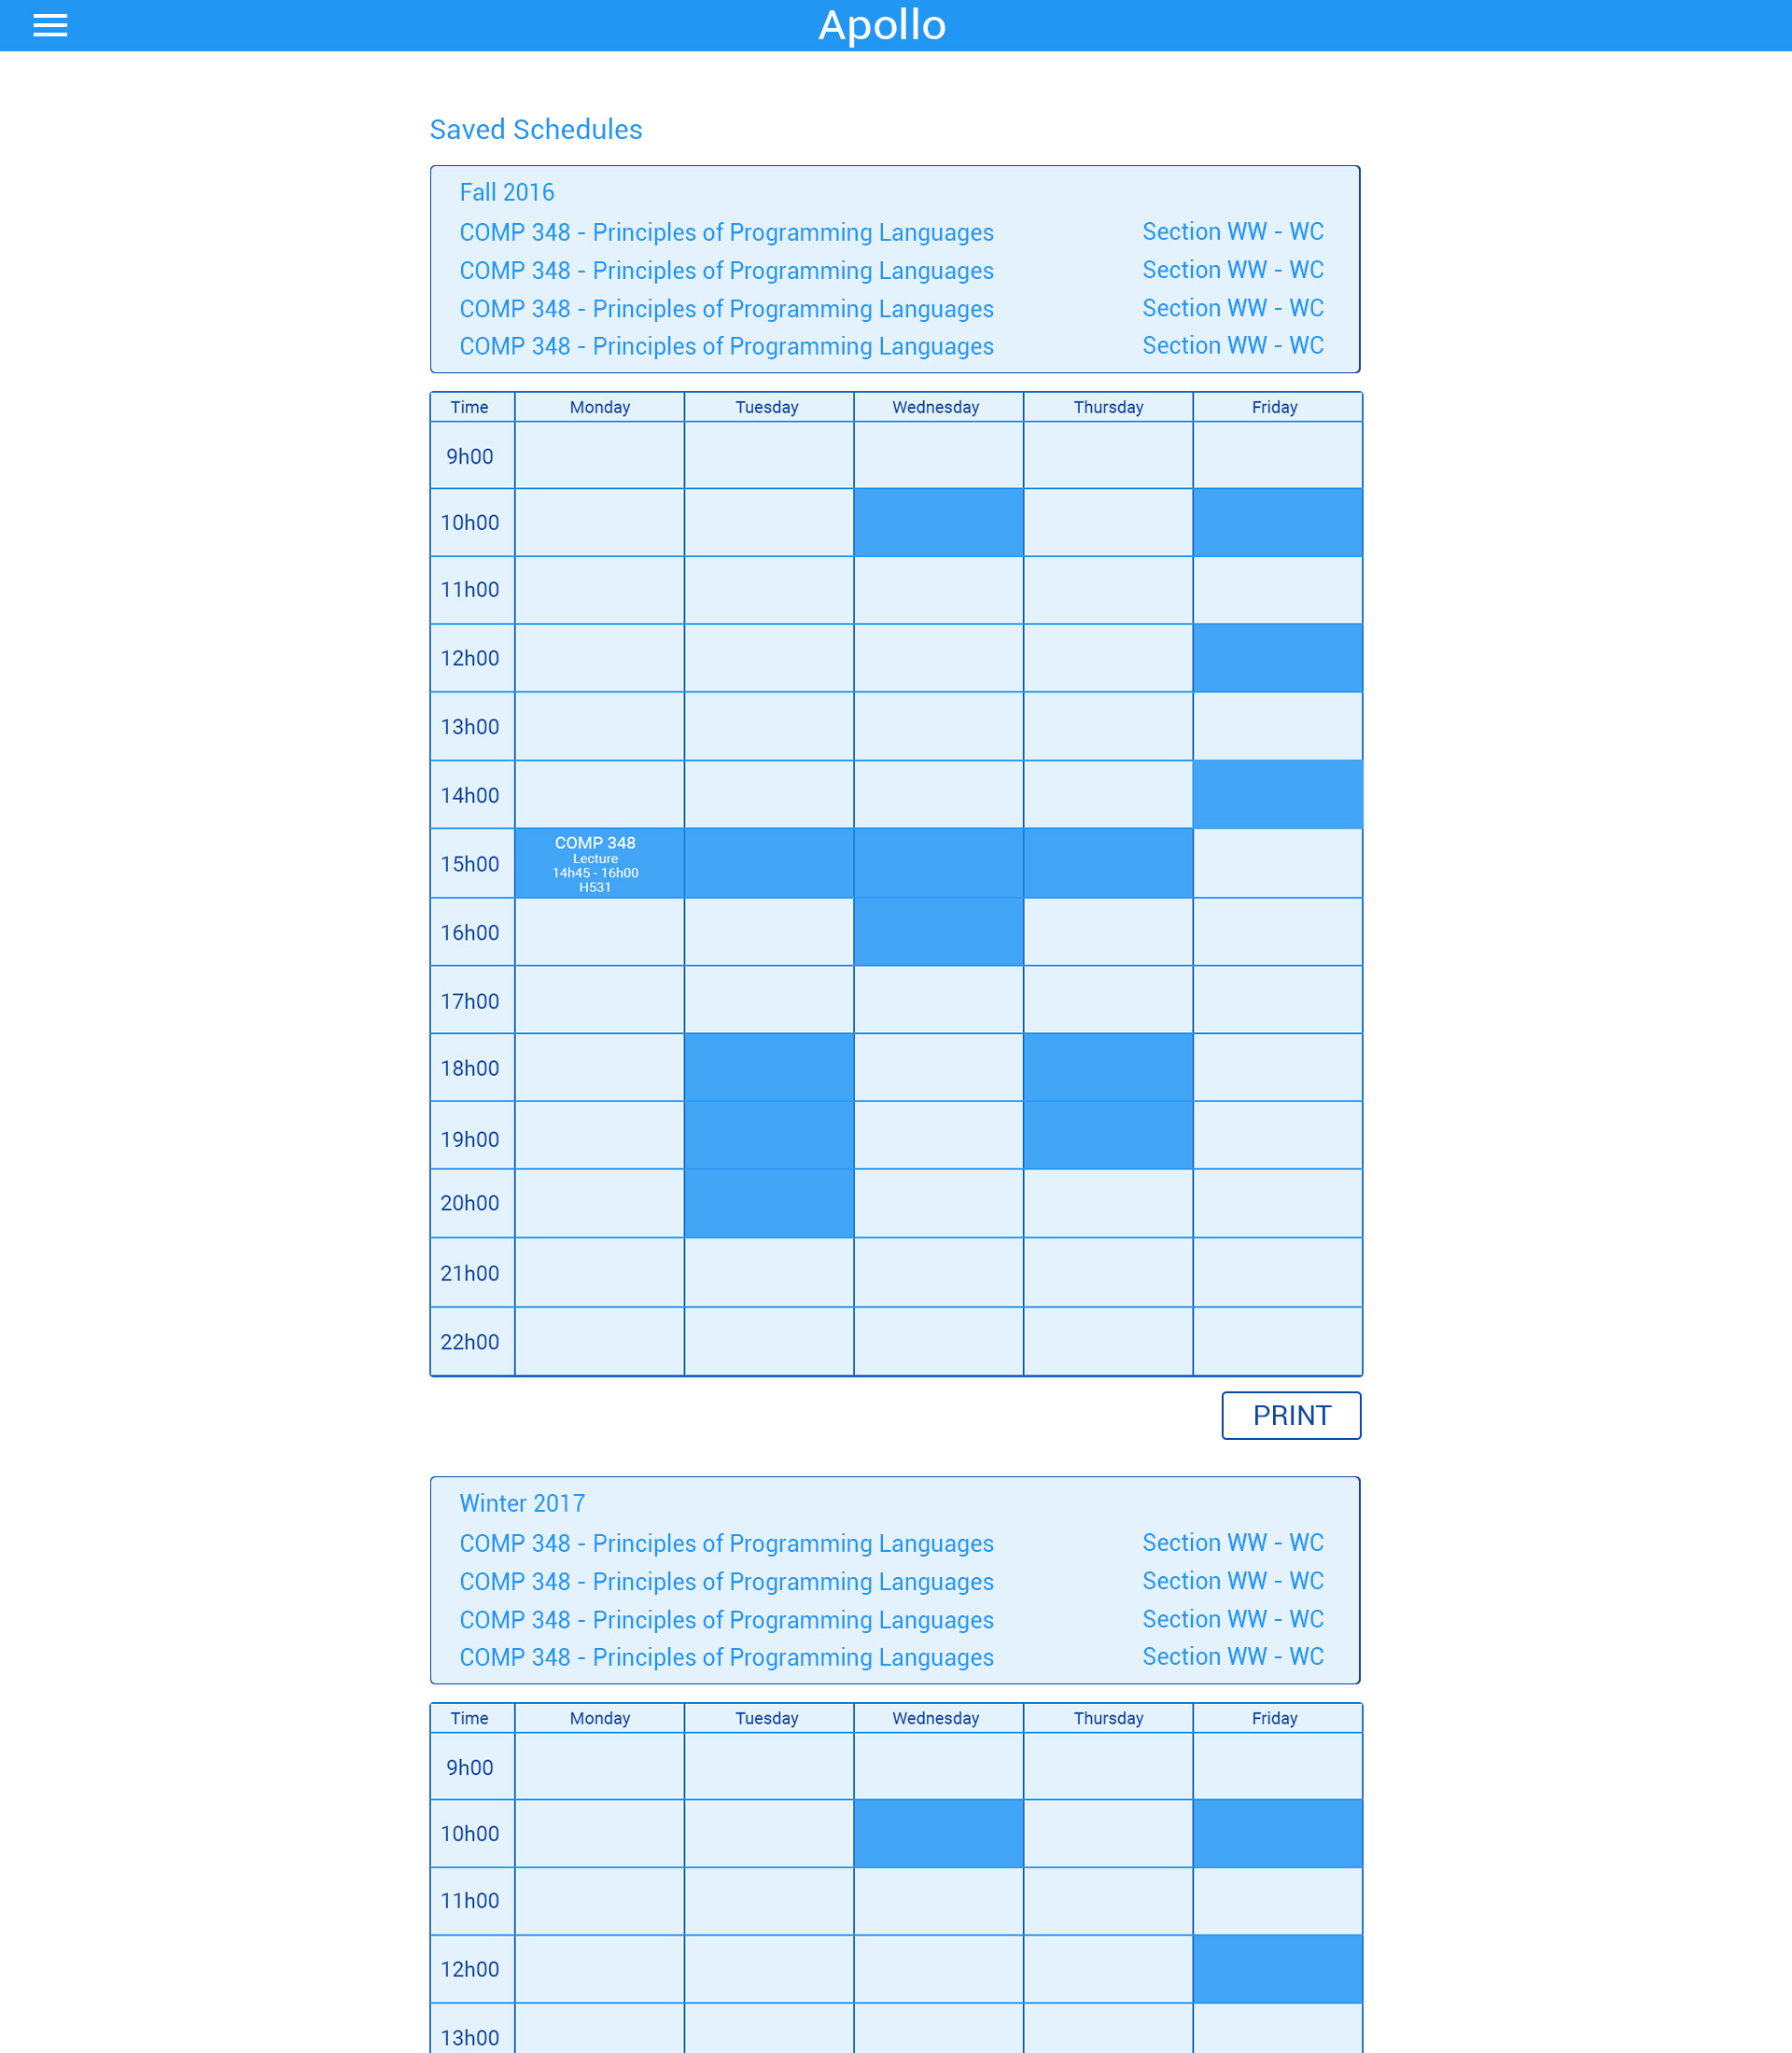 Apollo
Saved Schedules
Fall 2016
COMP 348 - Principles of Programming Languages Section WW - WC
COMP 348 - Principles of Programming Languages Section WW - WC
COMP 348 - Principles of Programming Languages Section WW - WC
COMP 348 - Principles of Programming Languages Section WW - WC
Time Monday Tuesday Wednesday Thursday Friday
9h00
10h00
11h00
12h00
13h00
14h00
15h00
COMP 348
Lecture
14h45 - 16h00
H531
16h00
17h00
18h00
19h00
20h00
21h00
22h00
PRINT
Winter 2017
COMP 348 - Principles of Programming Languages Section WW - WC
COMP 348 - Principles of Programming Languages Section WW - WC
COMP 348 - Principles of Programming Languages Section WW - WC
COMP 348 - Principles of Programming Languages Section WW - WC
Time Monday Tuesday Wednesday Thursday Friday
9h00
10h00
11h00
12h00
13h00